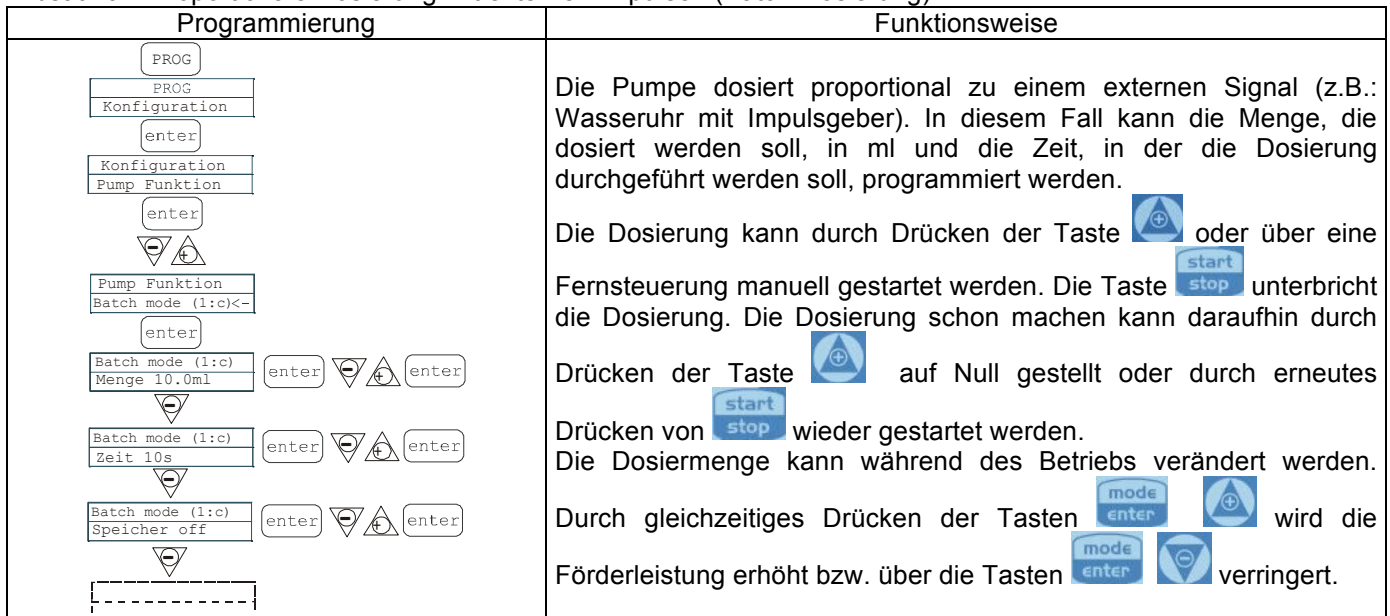 Programmierung
Funktionsweise
PROG
PROG
Konfiguration
enter
Konfiguration
Pump Funktion
enter
Pump Funktion
Batch mode (1:c)<-
enter
Batch mode (1:c)
Menge 10.0ml
enter enter
Batch mode (1:c)
Zeit 10s
enter enter
Batch mode (1:c)
Speicher off
enter enter
Die Pumpe dosiert proportional zu einem externen Signal (z.B.:
Wasseruhr mit Impulsgeber). In diesem Fall kann die Menge, die
dosiert werden soll, in ml und die Zeit, in der die Dosierung
durchgeführt werden soll, programmiert werden.
Die Dosierung kann durch Drücken der Taste oder über eine
Fernsteuerung manuell gestartet werden. Die Taste start stop unterbricht
die Dosierung. Die Dosierung schon machen kann daraufhin durch
Drücken der Taste auf Null gestellt oder durch erneutes
Drücken von start stop wieder gestartet werden.
Die Dosiermenge kann während des Betriebs verändert werden.
Durch gleichzeitiges Drücken der Tasten mode enter wird die
Förderleistung erhöht bzw. über die Tasten mode enter verringert.